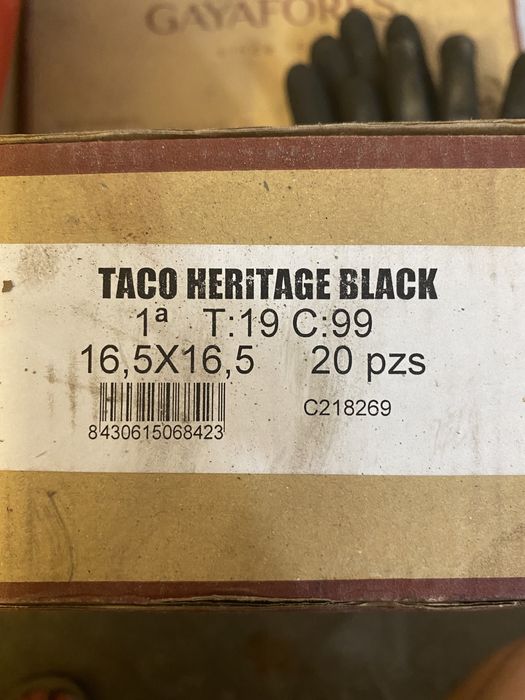 GAYAFORES
TACO HERITAGE BLACK
1ª T:19 C:99
16,5X16,5 20 pzs
C218269
8430615068423